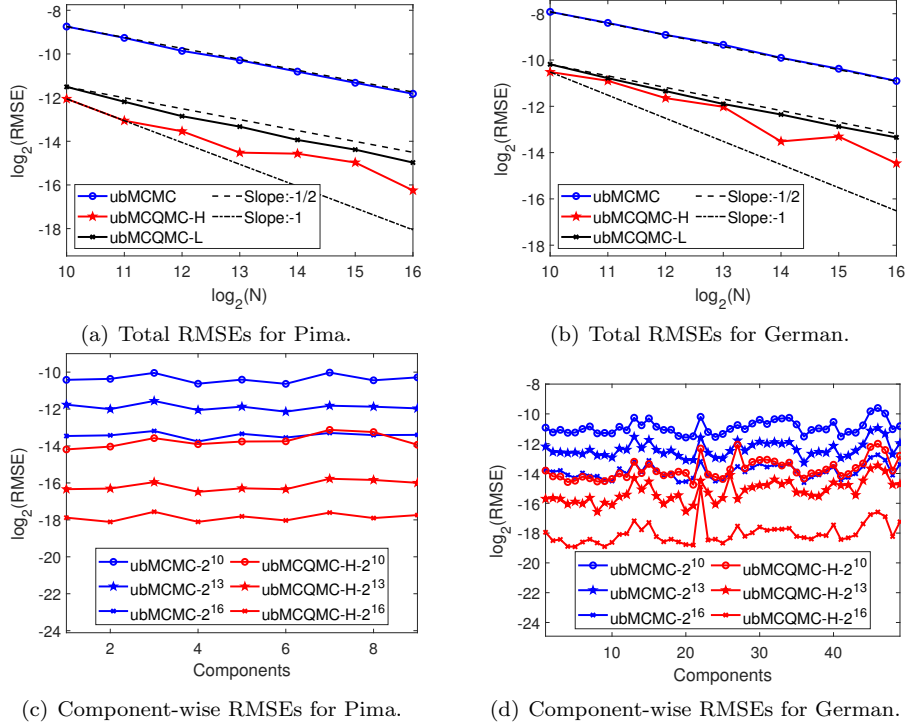 -8
-10
-12
-14
-16
-18
log2(RMSE)
ubMCMC
ubMCQMC-H
ubMCQMC-L
Slope:-1/2
Slope:-1
10 11 12 13 14 15 16
log2(N)
(a) Total RMSEs for Pima.
-8
-10
-12
-14
-16
-18
log2(RMSE)
ubMCMC
ubMCQMC-H
ubMCQMC-L
Slope:-1/2
Slope:-1
10 11 12 13 14 15 16
log2(N)
(b) Total RMSEs for German.
-10
-12
-14
-16
-18
-20
-22
-24
log2(RMSE)
ubMCMC-2^10
ubMCMC-2^13
ubMCMC-2^16
ubMCQMC-H-2^10
ubMCQMC-H-2^13
ubMCQMC-H-2^16
2 4 6 8
Components
(c) Component-wise RMSEs for Pima.
-8
-10
-12
-14
-16
-18
-20
-22
-24
log2(RMSE)
ubMCMC-2^10
ubMCMC-2^13
ubMCMC-2^16
ubMCQMC-H-2^10
ubMCQMC-H-2^13
ubMCQMC-H-2^16
10 20 30 40
Components
(d) Component-wise RMSEs for German.